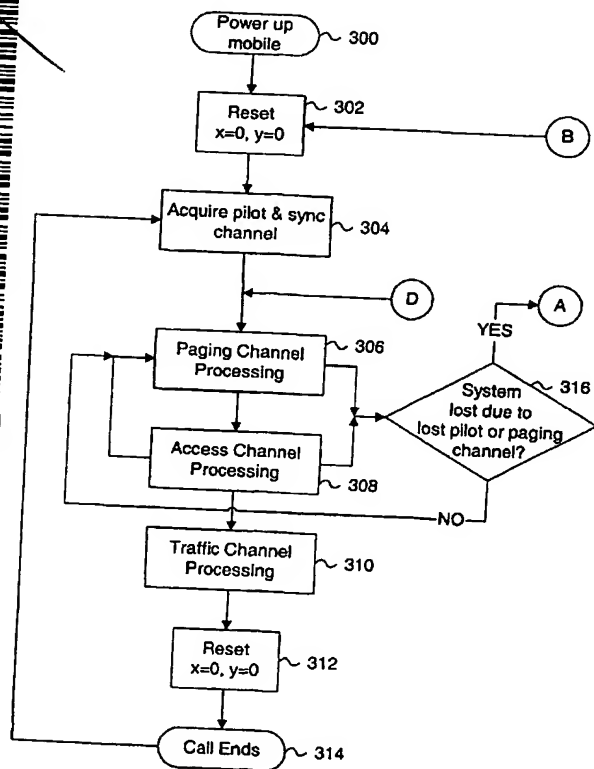 Power up
mobile
300
Reset
x=0, y=0
302
B
Acquire pilot & sync
channel
304
D
A
YES
Paging Channel
Processing
306
System
lost due to
lost pilot or paging
channel?
316
Access Channel
Processing
308
NO
Traffic Channel
Processing
310
Reset
x=0, y=0
312
Call Ends
314